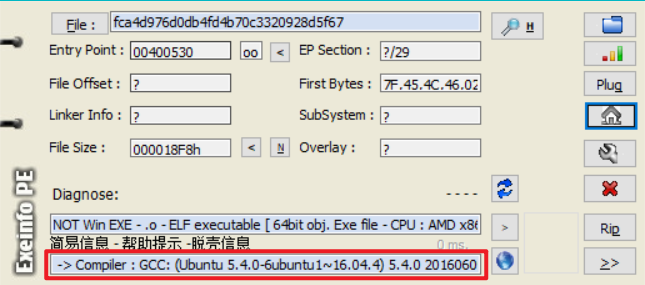 File : fca4d976d0db4fd4b70c3320928d5f67 H
Entry Point : 00400530 oo < EP Section : ?/29
File Offset : ? First Bytes : 7F.45.4C.46.02 Plug
Linker Info : ? SubSystem : ?
File Size : 000018F8h < N Overlay : ?
Diagnose: - - - -
NOT Win EXE - .o - ELF executable [ 64bit obj. Exe file - CPU : AMD x86 > Rip
简易信息 - 帮助提示 -脱壳信息 0 ms.
-> Compiler : GCC: (Ubuntu 5.4.0-6ubuntu1~16.04.4) 5.4.0 2016060 >>
Exeinfo PE